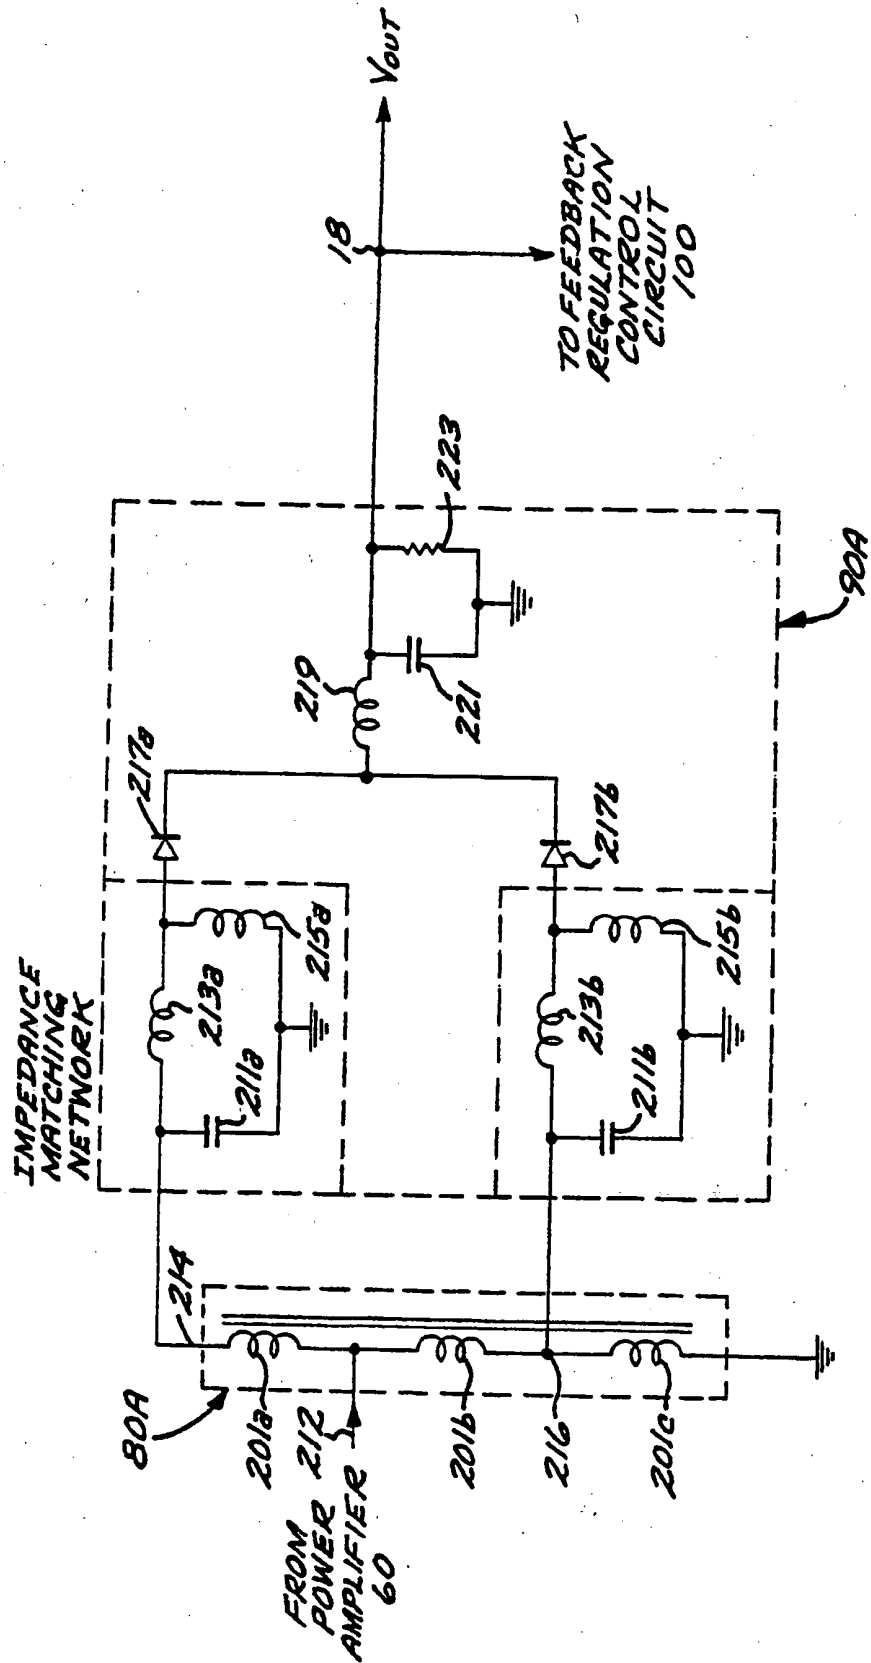 IMPEDANCE
MATCHING
NETWORK
80A
214
201a
FROM
POWER
AMPLIFIER
60
212
201b
216
201c
211a
213a
215a
217a
211b
213b
215b
217b
219
221
223
90A
18
VOUT
TO FEEDBACK
REGULATION
CONTROL
CIRCUIT
100